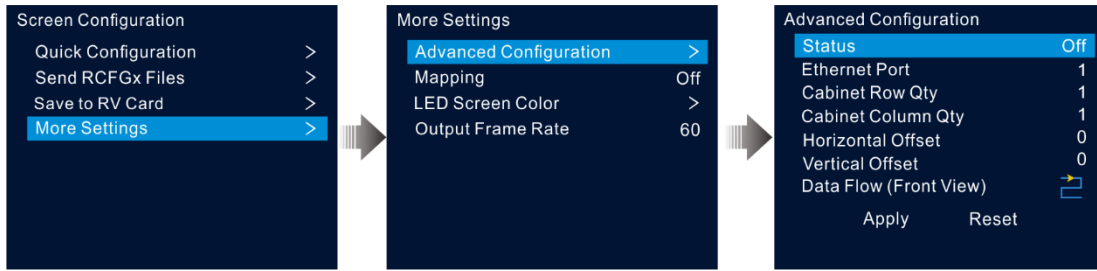 Screen Configuration
Quick Configuration >
Send RCFGx Files >
Save to RV Card >
More Settings >
More Settings
Advanced Configuration >
Mapping Off
LED Screen Color >
Output Frame Rate 60
Advanced Configuration
Status Off
Ethernet Port 1
Cabinet Row Qty 1
Cabinet Column Qty 1
Horizontal Offset 0
Vertical Offset 0
Data Flow (Front View)
Apply Reset